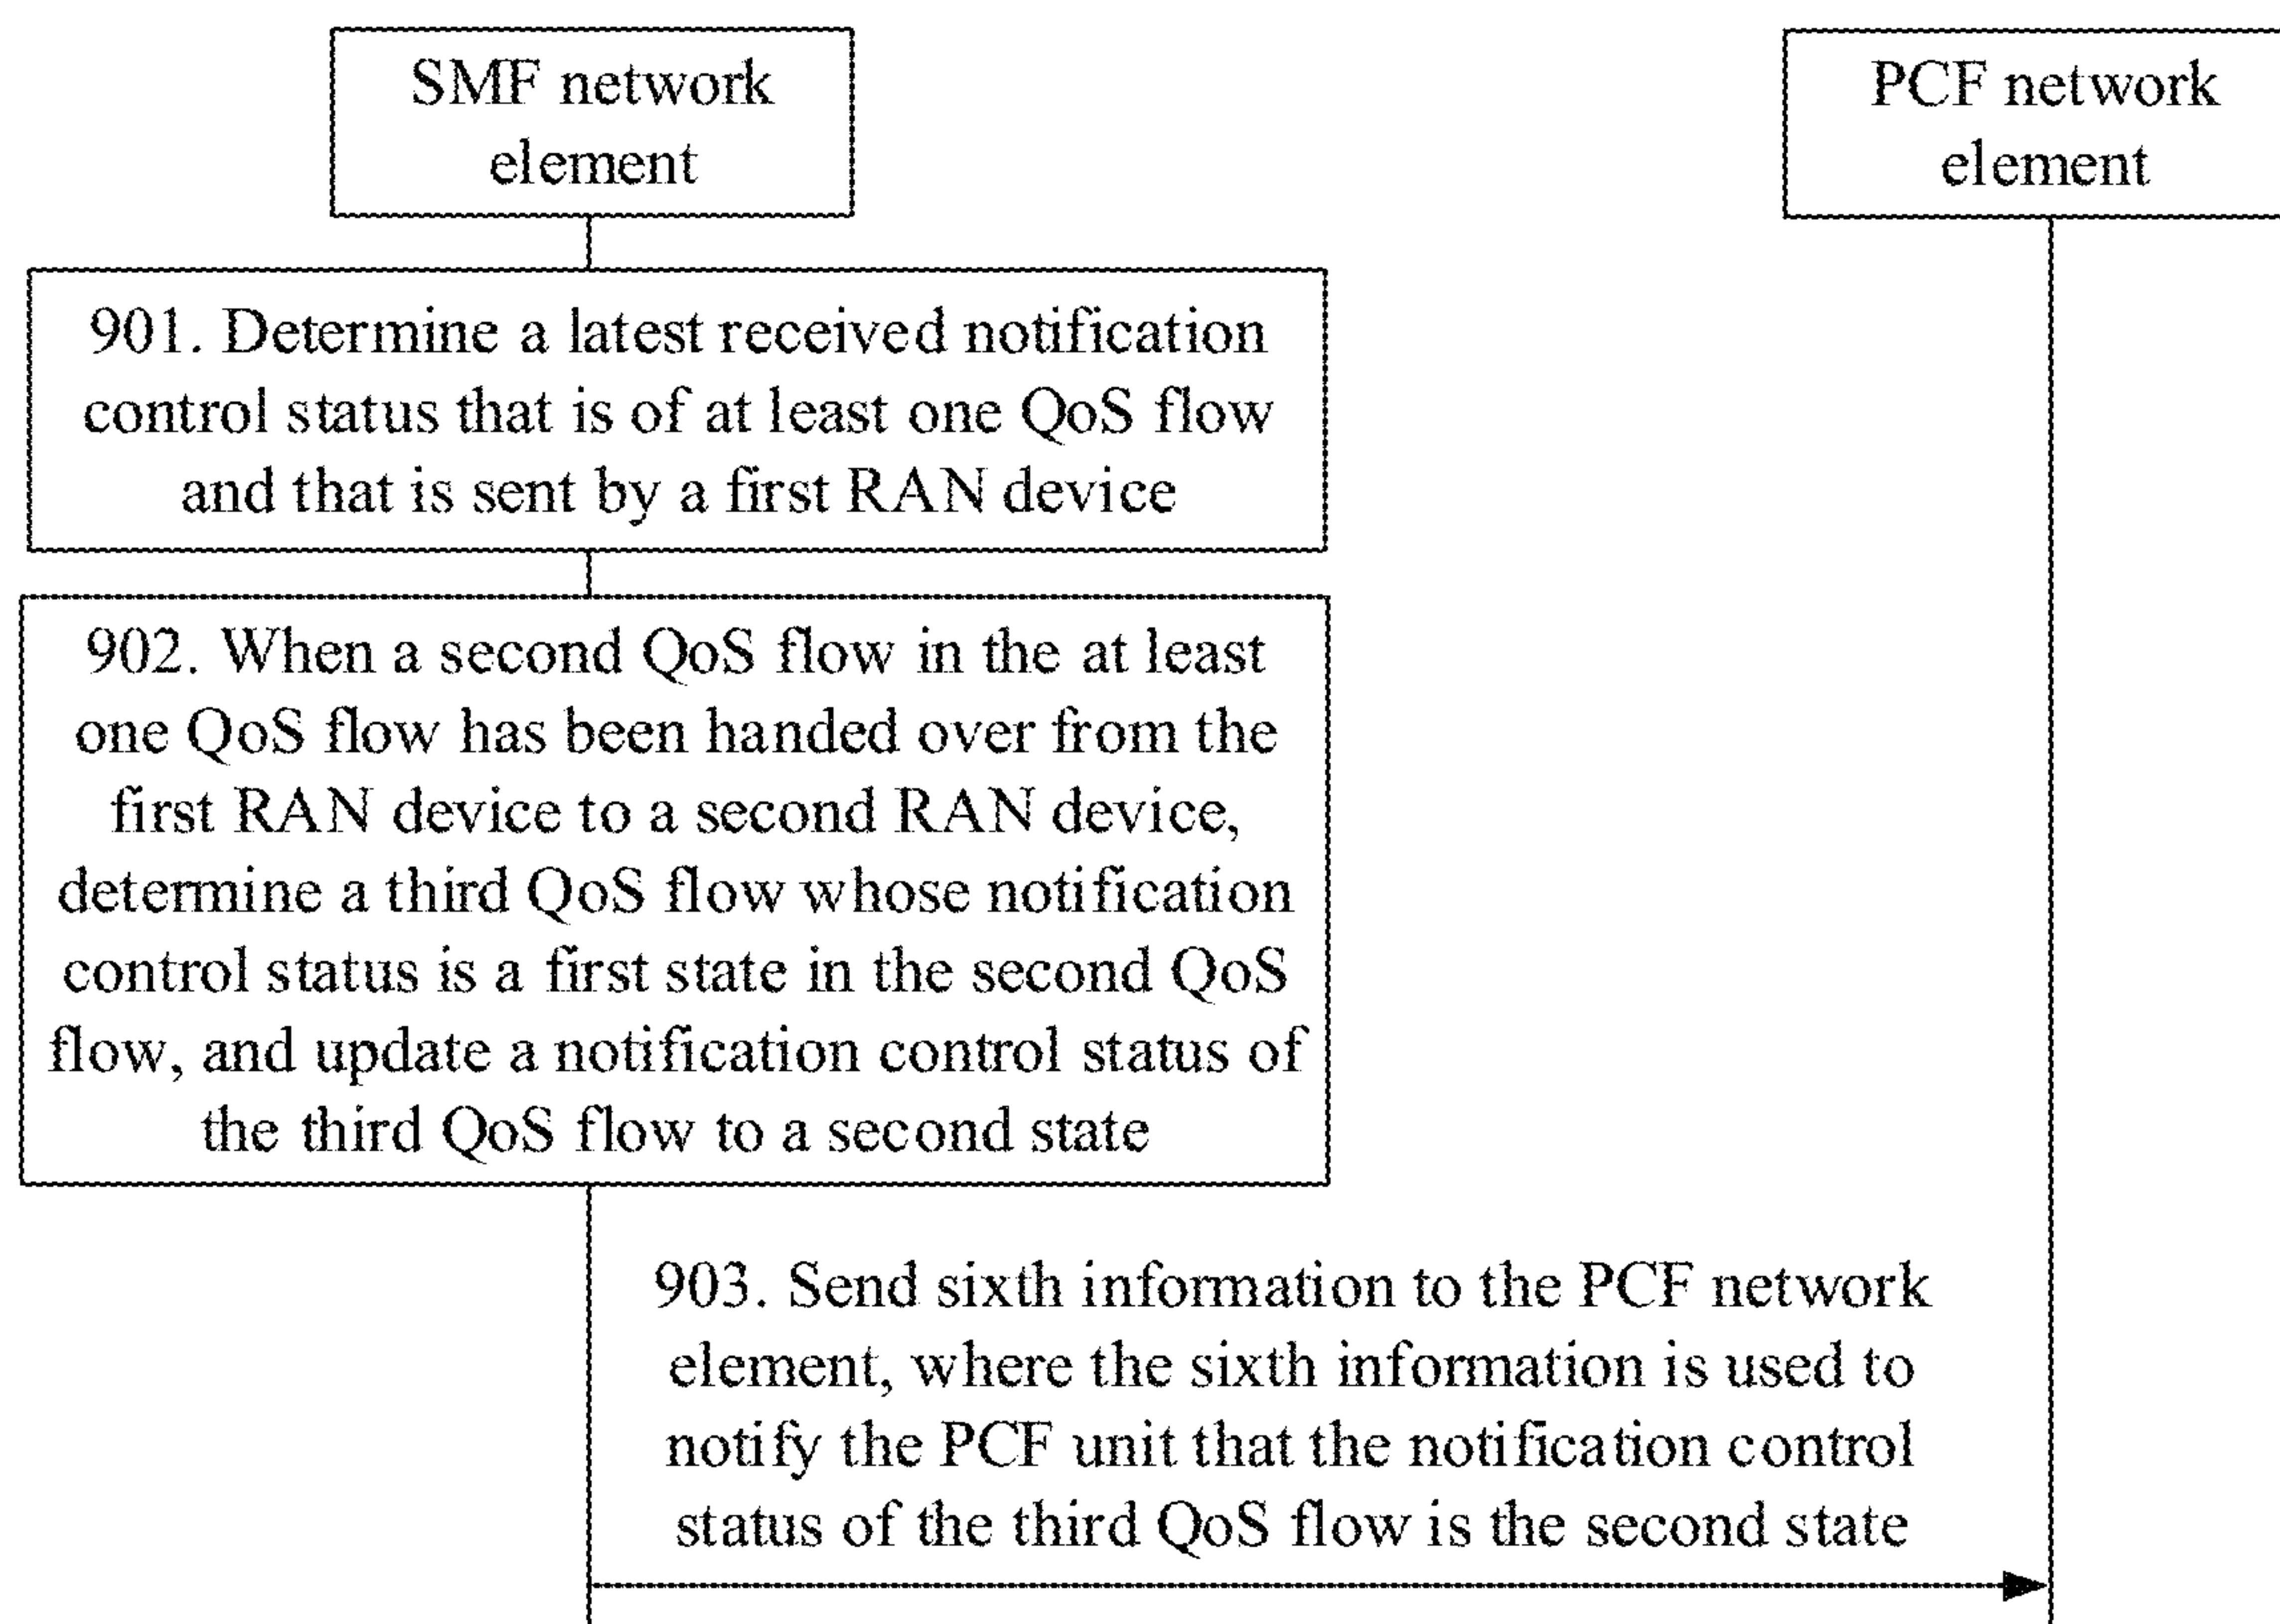 SMF network
element
PCF network
element
901. Determine a latest received notification
control status that is of at least one QoS flow
and that is sent by a first RAN device
902. When a second QoS flow in the at least
one QoS flow has been handed over from the
first RAN device to a second RAN device,
determine a third QoS flow whose notification
control status is a first state in the second QoS
flow, and update a notification control status of
the third QoS flow to a second state
903. Send sixth information to the PCF network
element, where the sixth information is used to
notify the PCF unit that the notification control
status of the third QoS flow is the second state